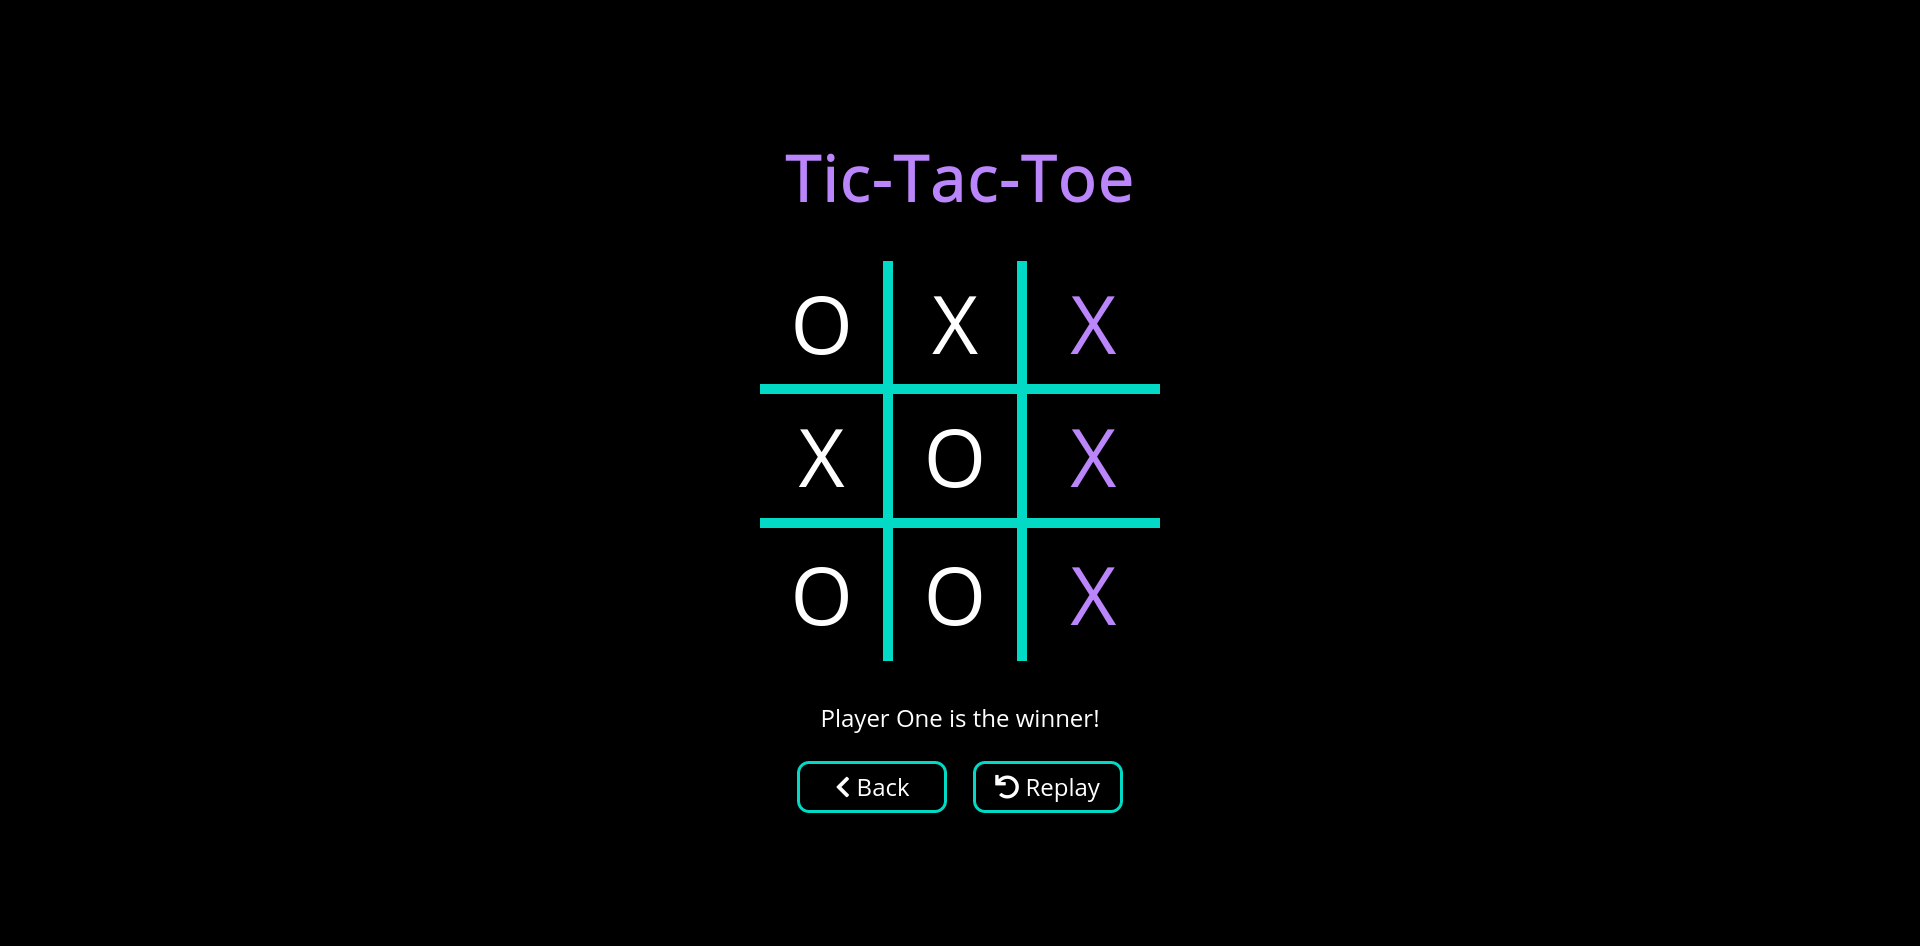 Tic-Tac-Toe
O X X
X O X
O O X
Player One is the winner!
Back Replay